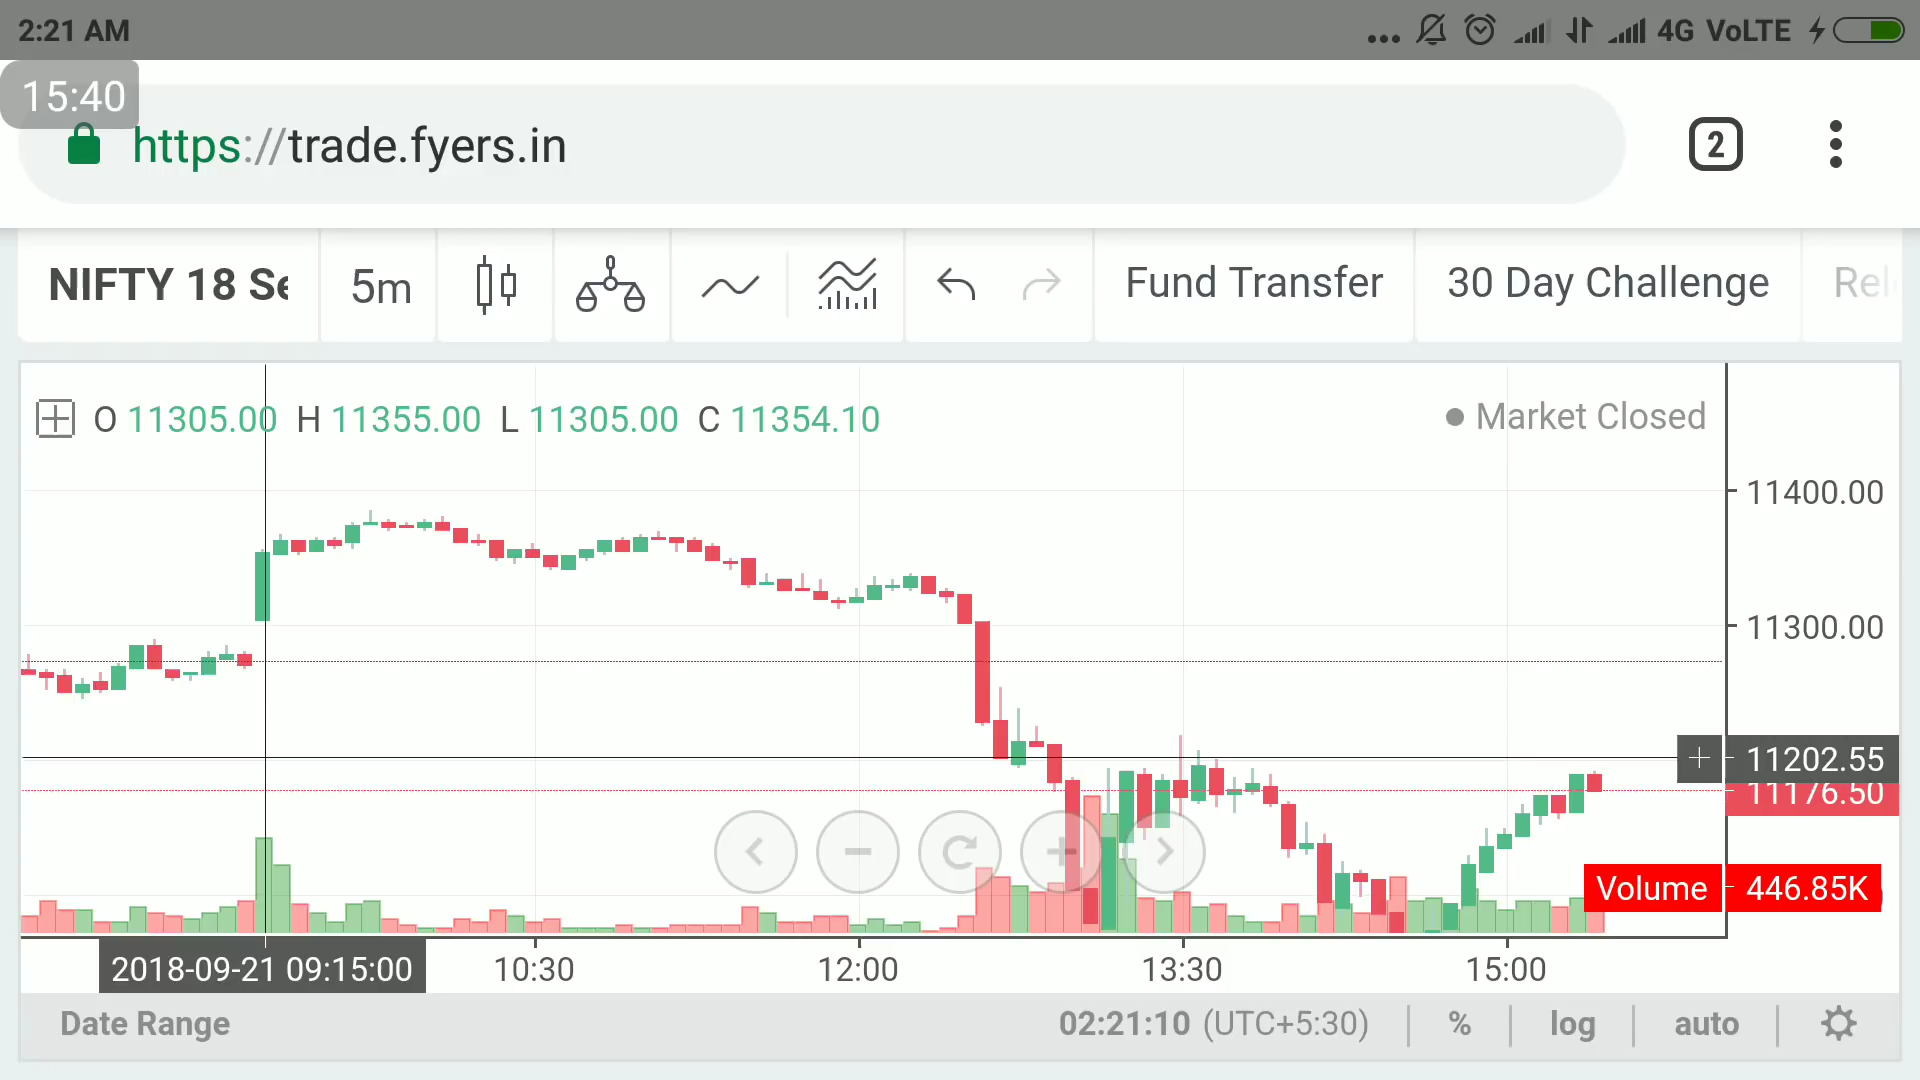 2:21 AM 4G VoLTE
15:40
https://trade.fyers.in 2
NIFTY 18 Se 5m Fund Transfer 30 Day Challenge Rel
O 11305.00 H 11355.00 L 11305.00 C 11354.10 Market Closed
11400.00
11300.00
+ 11202.55
11176.50
Volume 446.85K
2018-09-21 09:15:00 10:30 12:00 13:30 15:00
Date Range 02:21:10 (UTC+5:30) % log auto